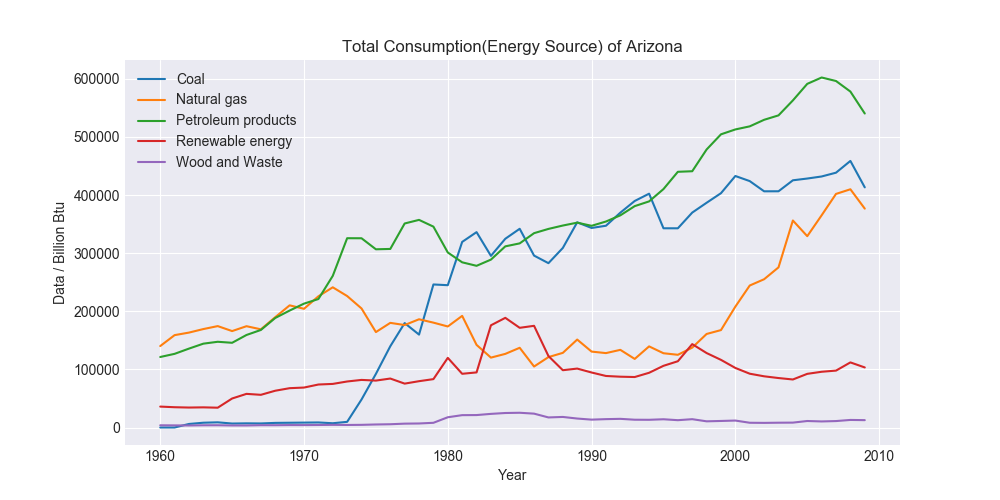 Total Consumption(Energy Source) of Arizona
Coal
Natural gas
Petroleum products
Renewable energy
Wood and Waste
600000
500000
400000
300000
200000
100000
0
Data / Billion Btu
1960 1970 1980 1990 2000 2010
Year